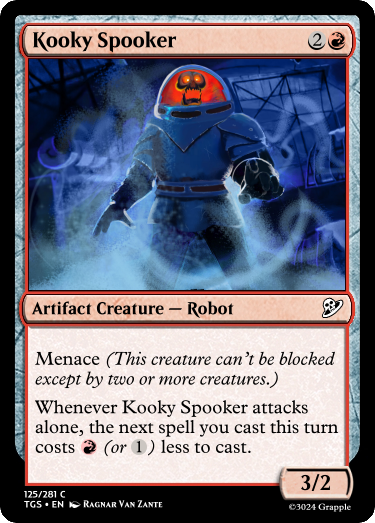 Kooky Spooker 2R
Artifact Creature — Robot
Menace (This creature can't be blocked
except by two or more creatures.)
Whenever Kooky Spooker attacks
alone, the next spell you cast this turn
costs R (or 1) less to cast.
3/2
125/281 C
TGS • EN Ragnar Van Zante
©3024 Grapple